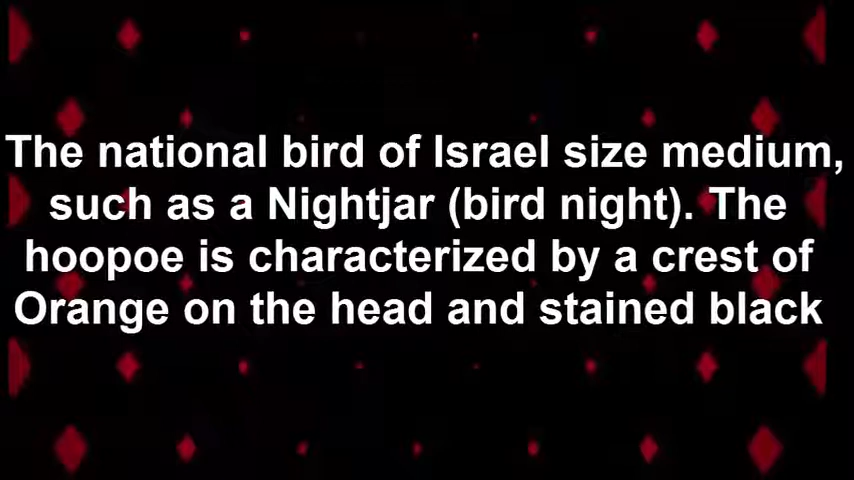 The national bird of Israel size medium,
such as a Nightjar (bird night). The
hoopoe is characterized by a crest of
Orange on the head and stained black